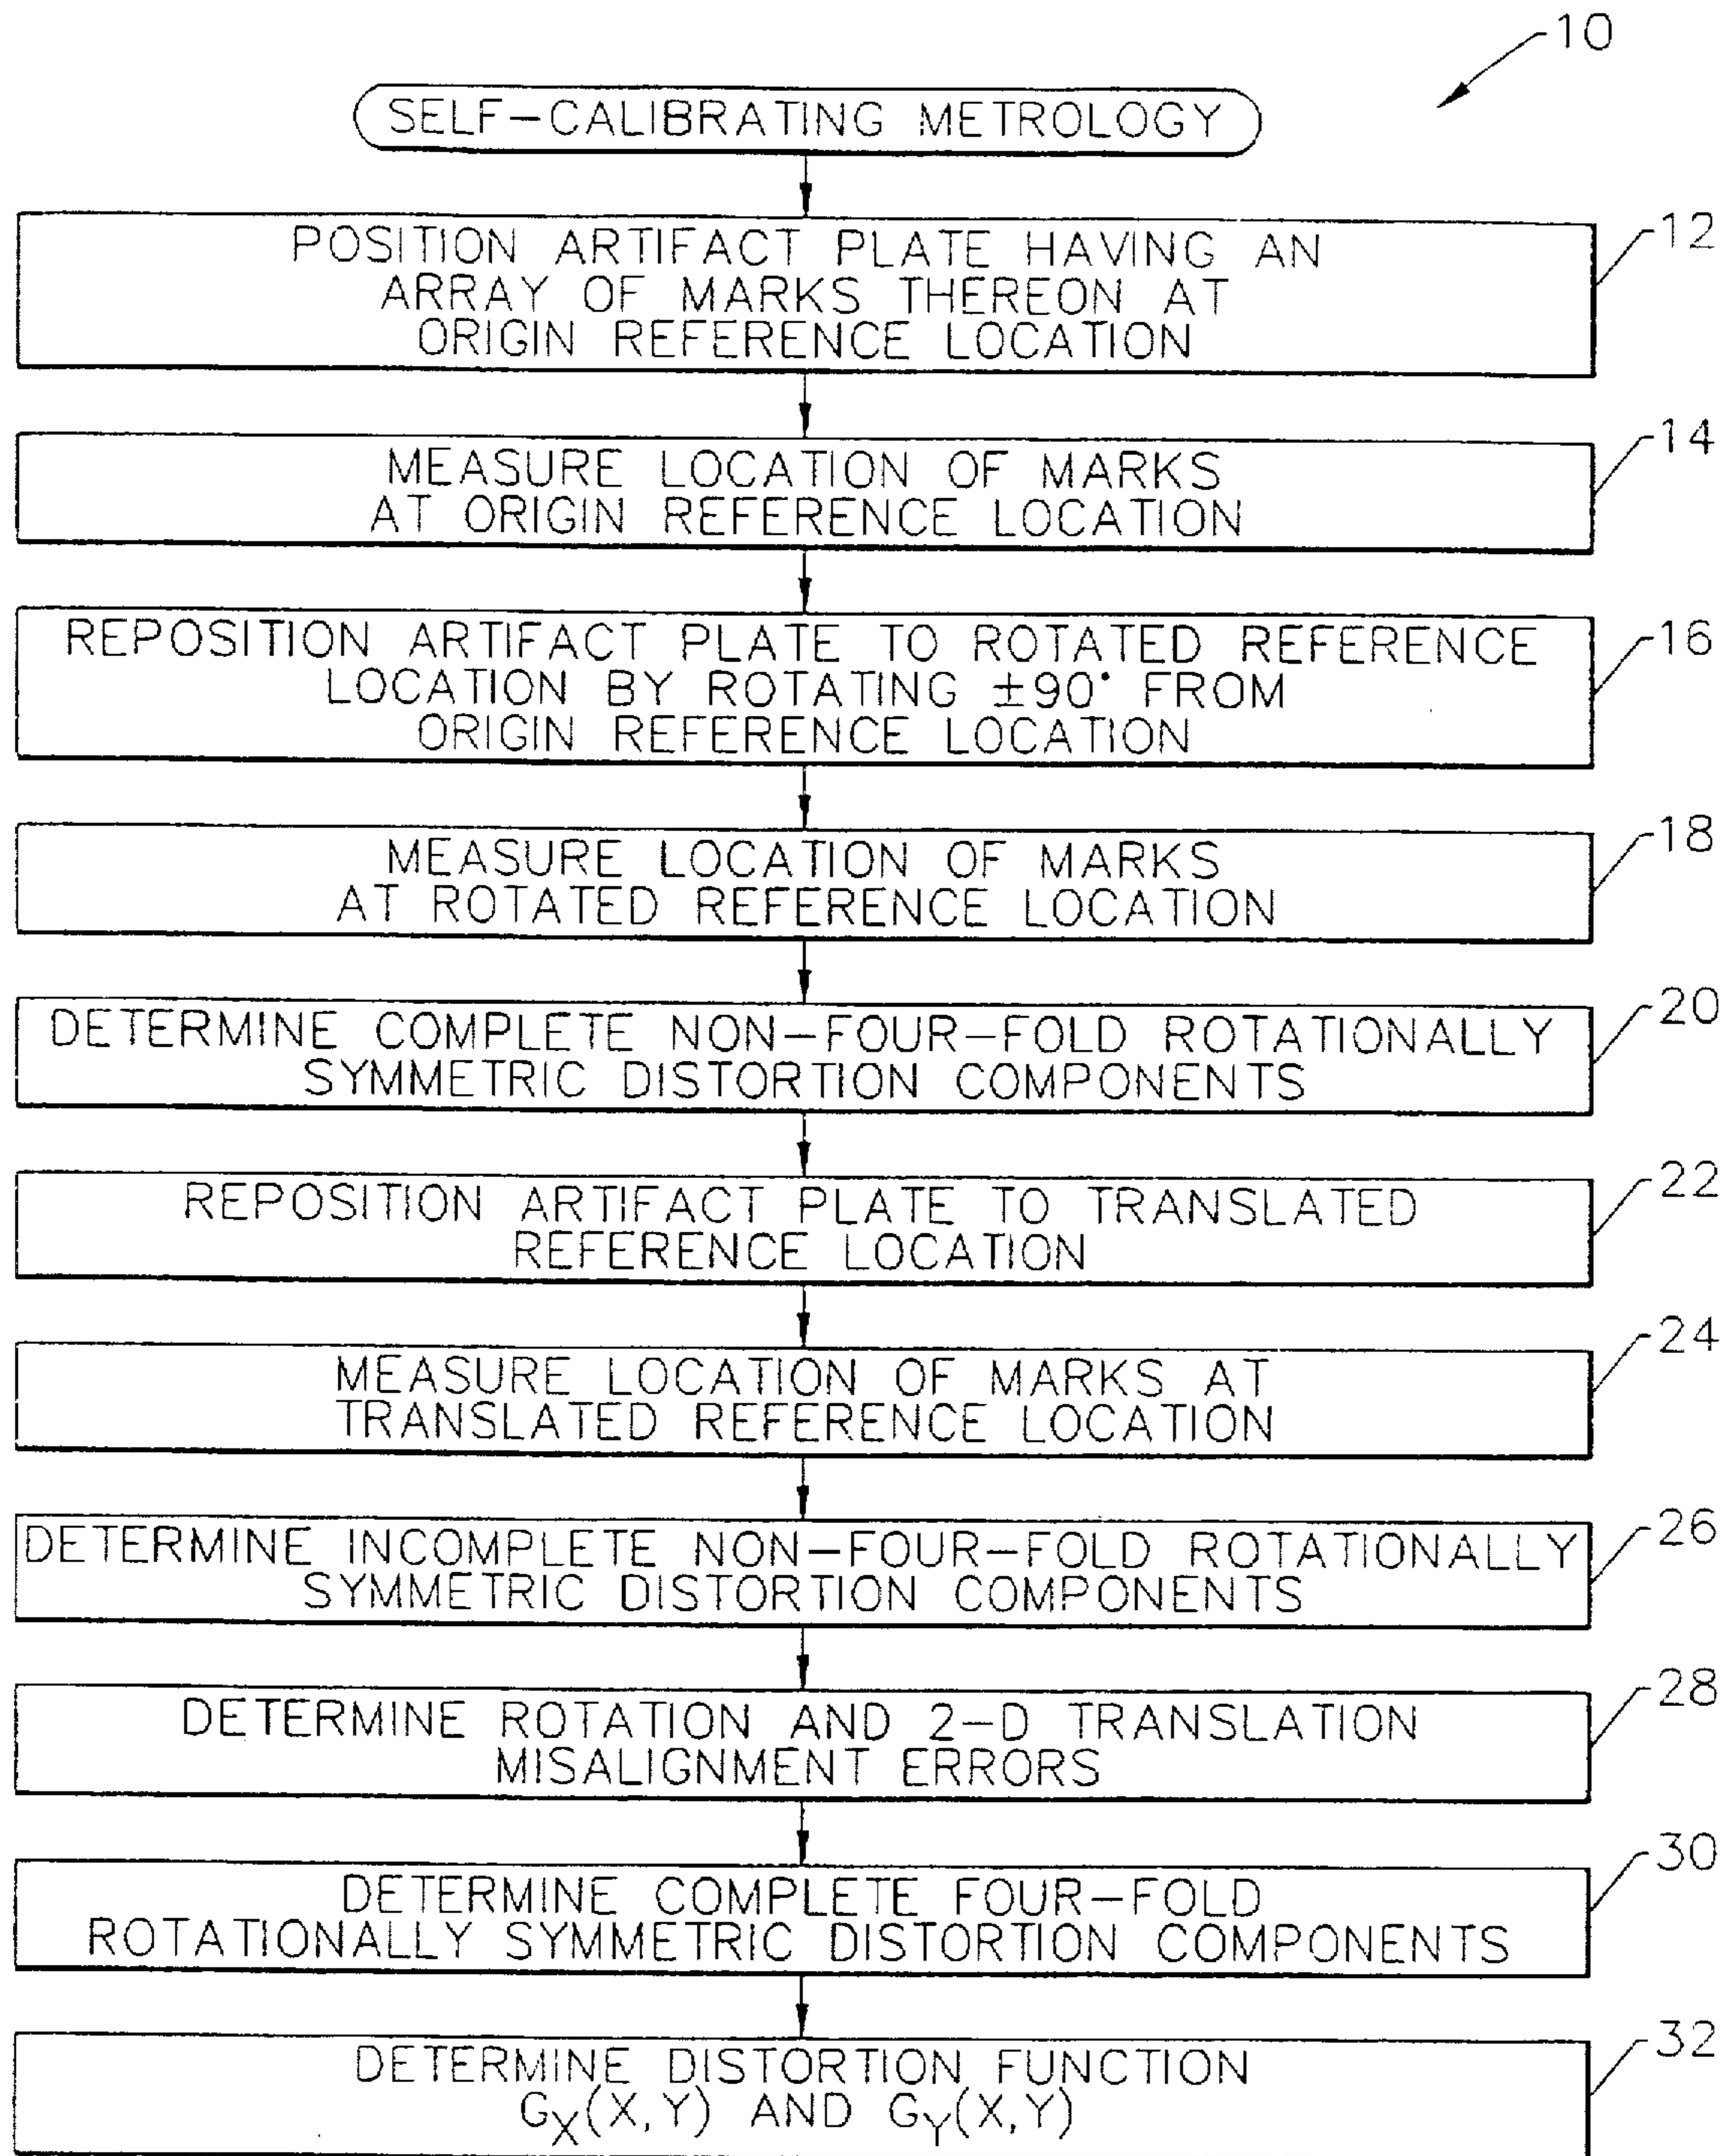 10
SELF-CALIBRATING METROLOGY
12
POSITION ARTIFACT PLATE HAVING AN
ARRAY OF MARKS THEREON AT
ORIGIN REFERENCE LOCATION
14
MEASURE LOCATION OF MARKS
AT ORIGIN REFERENCE LOCATION
16
REPOSITION ARTIFACT PLATE TO ROTATED REFERENCE
LOCATION BY ROTATING ±90° FROM
ORIGIN REFERENCE LOCATION
18
MEASURE LOCATION OF MARKS
AT ROTATED REFERENCE LOCATION
20
DETERMINE COMPLETE NON-FOUR-FOLD ROTATIONALLY
SYMMETRIC DISTORTION COMPONENTS
22
REPOSITION ARTIFACT PLATE TO TRANSLATED
REFERENCE LOCATION
24
MEASURE LOCATION OF MARKS AT
TRANSLATED REFERENCE LOCATION
26
DETERMINE INCOMPLETE NON-FOUR-FOLD ROTATIONALLY
SYMMETRIC DISTORTION COMPONENTS
28
DETERMINE ROTATION AND 2-D TRANSLATION
MISALIGNMENT ERRORS
30
DETERMINE COMPLETE FOUR-FOLD
ROTATIONALLY SYMMETRIC DISTORTION COMPONENTS
32
DETERMINE DISTORTION FUNCTION
GX(X,Y) AND GY(X,Y)